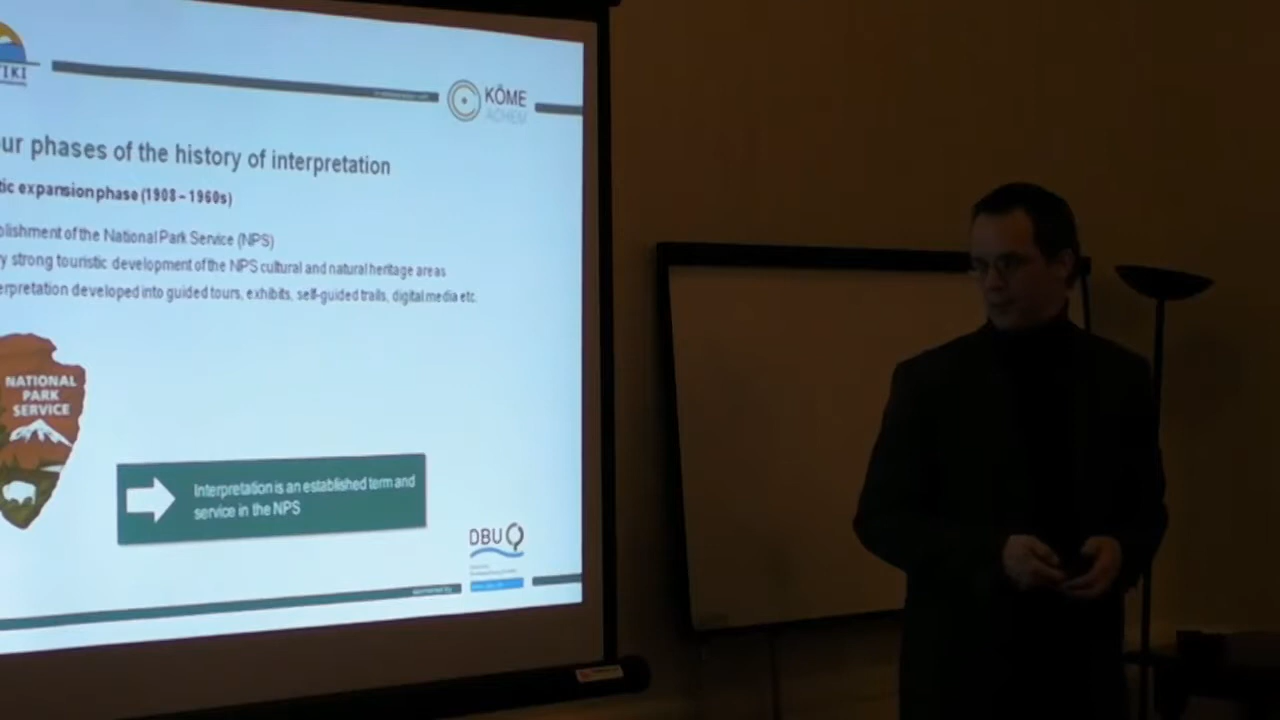 KÖME
ur phases of the history of interpretation
tic expansion phase (1908 – 1960s)
blishment of the National Park Service (NPS)
y strong touristic development of the NPS cultural and natural heritage areas
erpretation developed into guided tours, exhibits, self-guided trails, digital media etc.
NATIONAL
PARK
SERVICE
Interpretation is an established term and
service in the NPS
DBU